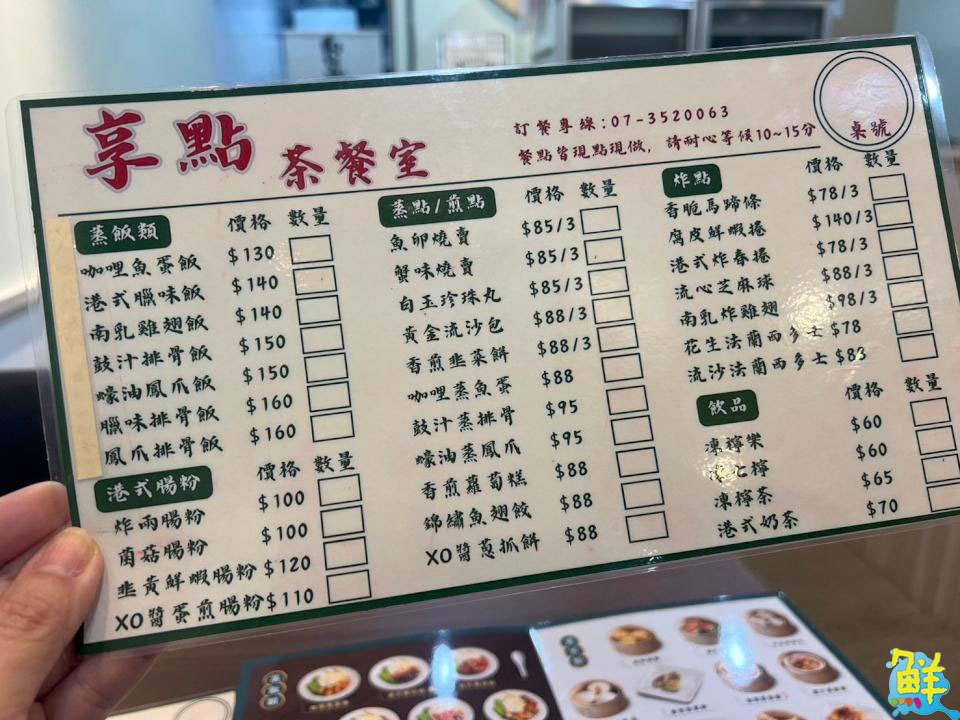 享點 茶餐室
訂餐專線:07-3520063
餐點皆現點現做，請耐心等候10~15分
桌號
蒸飯類 價格 數量
咖哩魚蛋飯 $130
港式臘味飯 $140
南乳雞翅飯 $140
鼓汁排骨飯 $150
蠔油鳳爪飯 $150
臘味排骨飯 $160
鳳爪排骨飯 $160
港式腸粉 價格 數量
炸兩腸粉 $100
菌菇腸粉 $100
韭黃鮮蝦腸粉 $120
XO醬蛋煎腸粉 $110
蒸點/煎點 價格 數量
魚卵燒賣 $85/3
蟹味燒賣 $85/3
白玉珍珠丸 $85/3
黃金流沙包 $88/3
香煎韭菜餅 $88/3
咖哩蒸魚蛋 $88
鼓汁蒸排骨 $95
蠔油蒸鳳爪 $95
香煎蘿蔔糕 $88
錦繡魚翅餃 $88
XO醬蔥抓餅 $88
炸點 價格 數量
香脆馬蹄條 $78/3
腐皮鮮蝦捲 $140/3
港式炸春捲 $78/3
流心芝麻球 $88/3
南乳炸雞翅 $98/3
花生法蘭西多士 $78
流沙法蘭西多士 $83
飲品 價格 數量
凍檸樂 $60
檸 $60
凍檸茶 $65
港式奶茶 $70
鮮